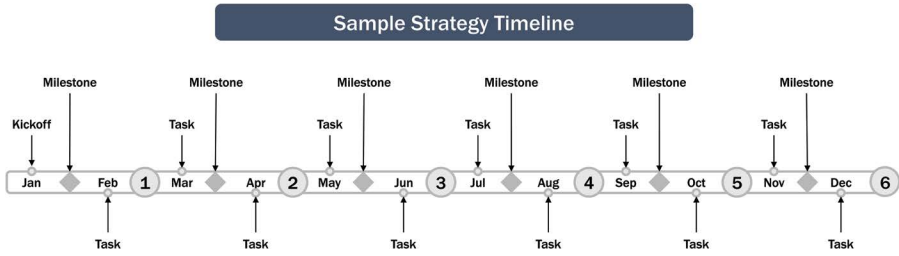 Sample Strategy Timeline
Milestone Milestone Milestone Milestone Milestone Milestone
Kickoff Task Task Task Task Task
Jan Feb 1 Mar Apr 2 May Jun 3 Jul Aug 4 Sep Oct 5 Nov Dec 6
Task Task Task Task Task Task